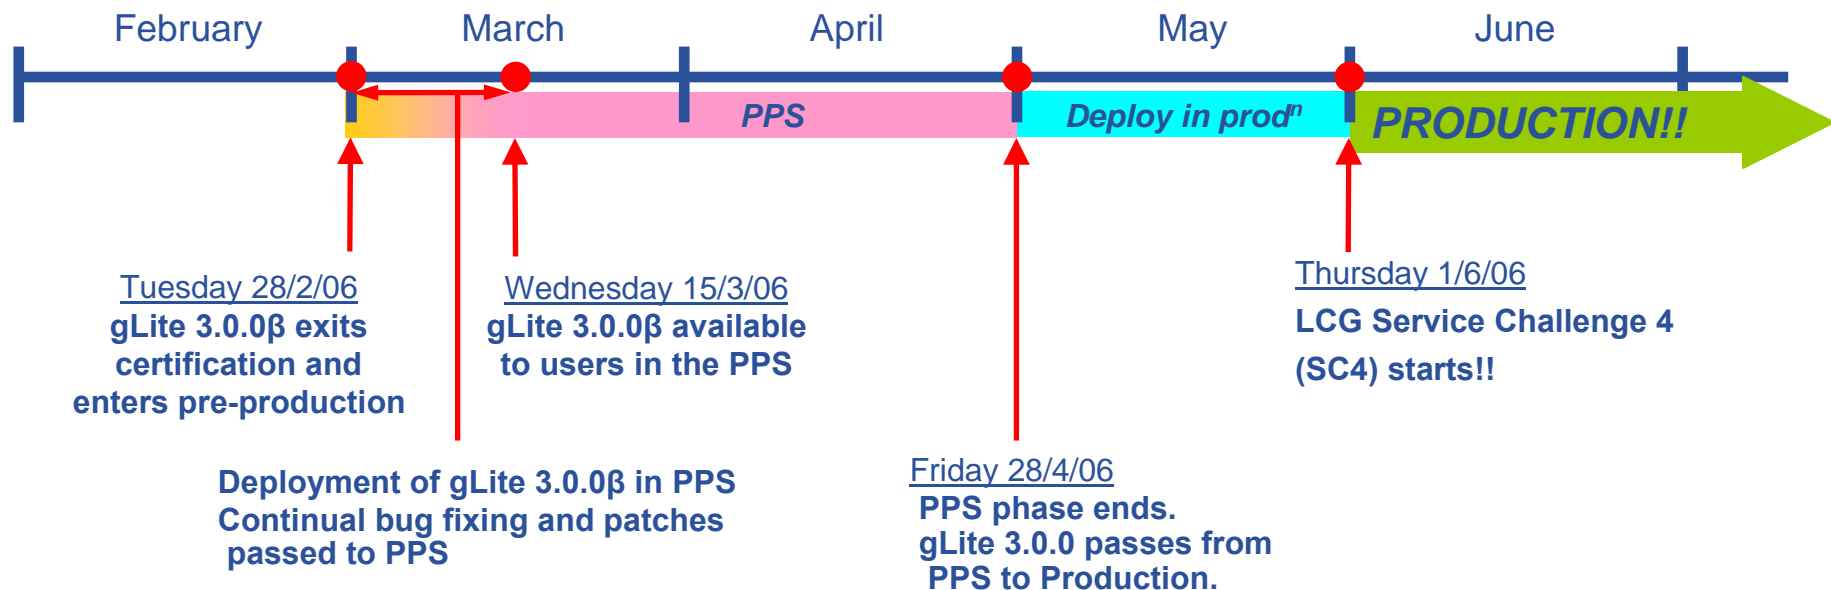 February
March
April
May
June
PPS
Deploy in prodⁿ
PRODUCTION!!
Tuesday 28/2/06
gLite 3.0.0β exits
certification and
enters pre-production
Wednesday 15/3/06
gLite 3.0.0β available
to users in the PPS
Thursday 1/6/06
LCG Service Challenge 4
(SC4) starts!!
Deployment of gLite 3.0.0β in PPS
Continual bug fixing and patches
passed to PPS
Friday 28/4/06
PPS phase ends.
gLite 3.0.0 passes from
PPS to Production.